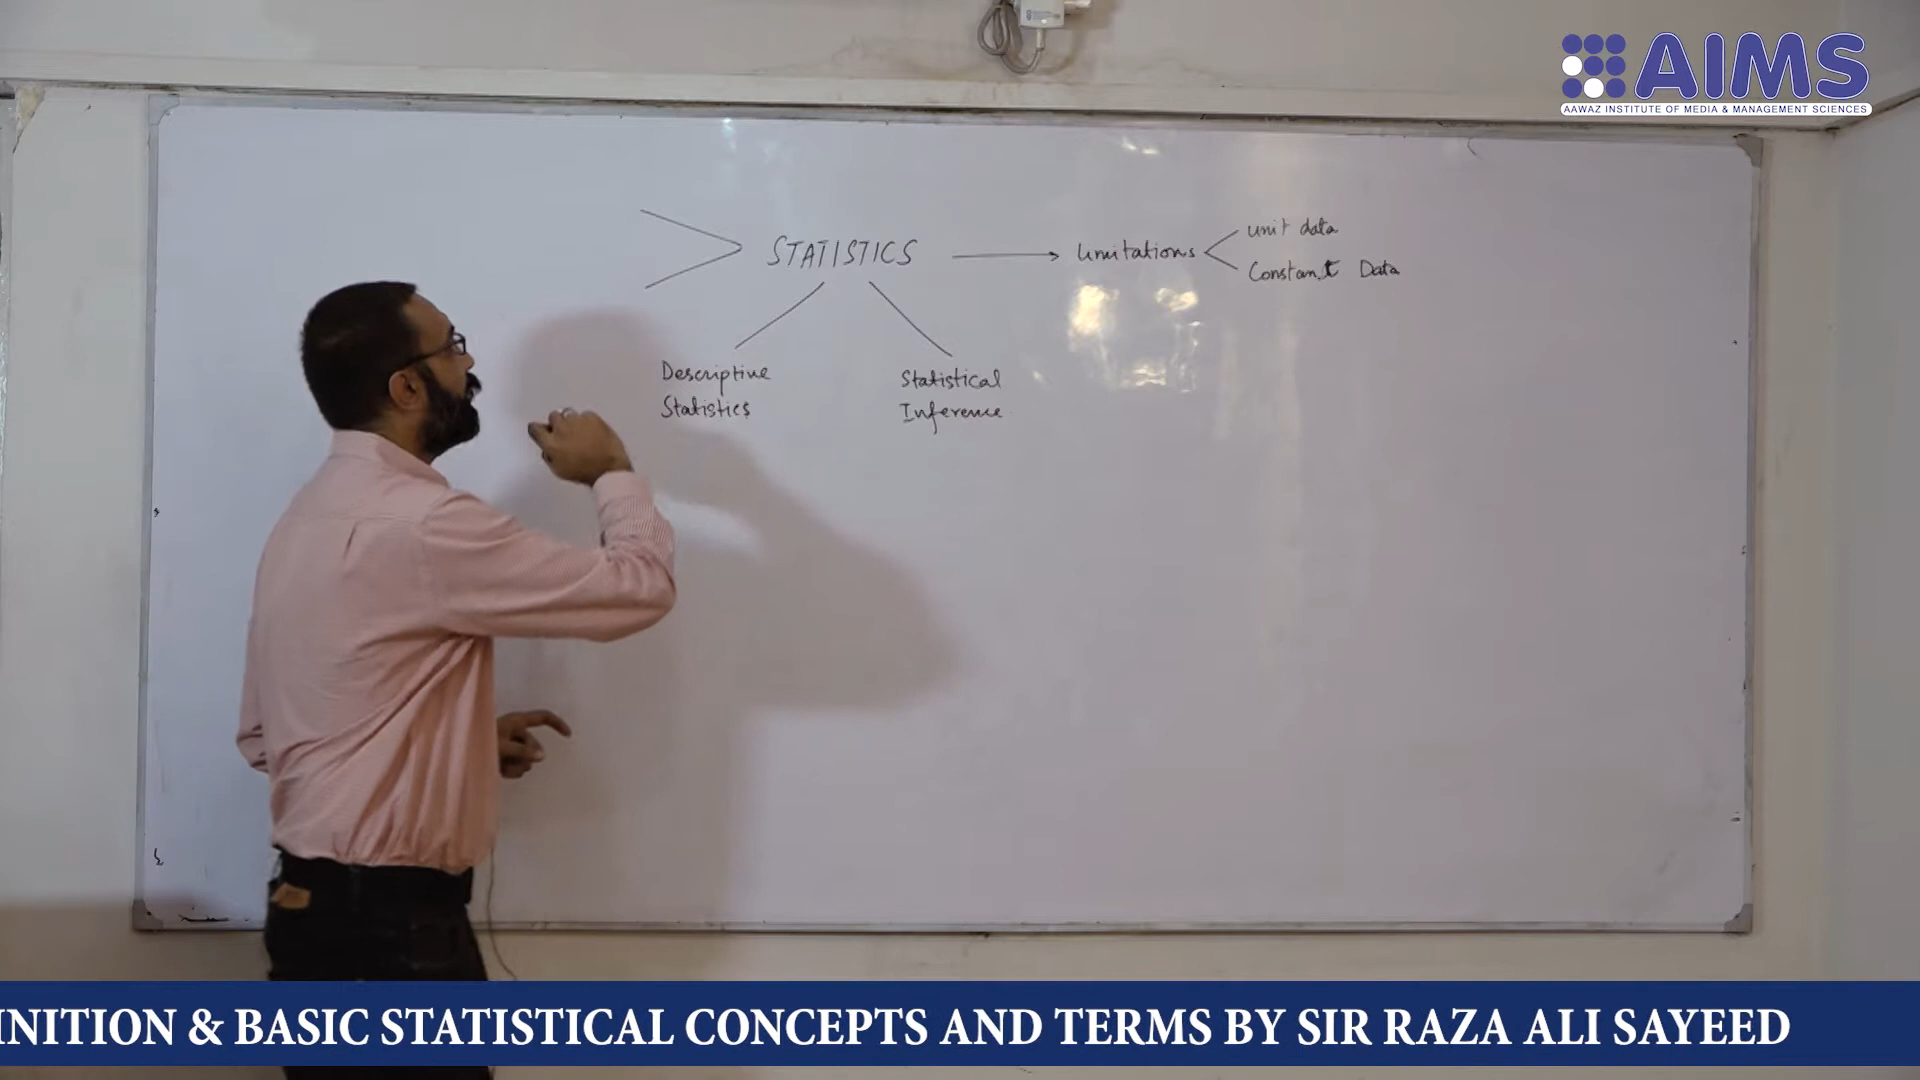 AIMS
AAWAZ INSTITUTE OF MEDIA & MANAGEMENT SCIENCES
STATISTICS
limitations
unit data
Constant Data
Descriptive
Statistics
Statistical
Inference
INITION & BASIC STATISTICAL CONCEPTS AND TERMS BY SIR RAZA ALI SAYEED